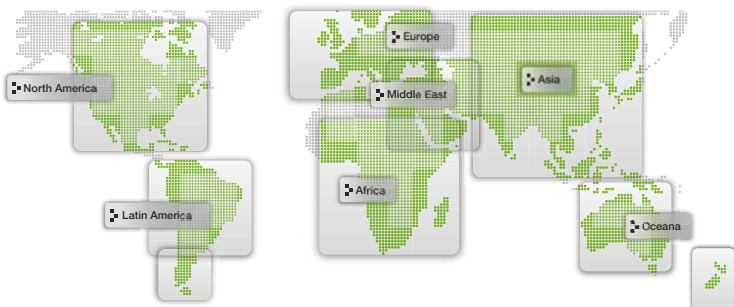 Europe
Asia
North America
Middle East
Africa
Latin America
Oceana